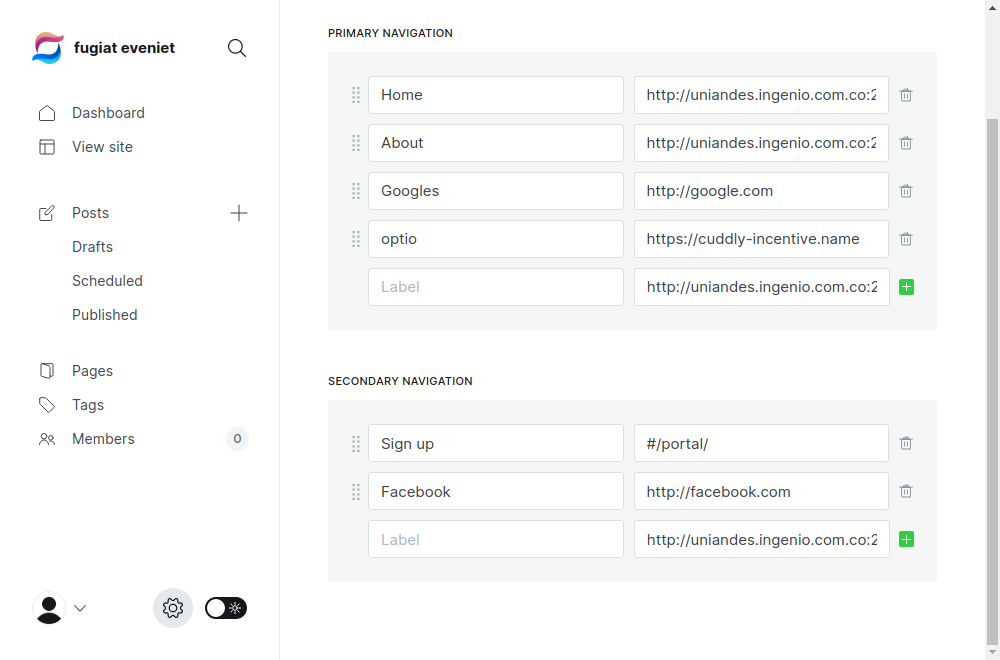 fugiat eveniet
Dashboard
View site
Posts
Drafts
Scheduled
Published
Pages
Tags
Members 0
PRIMARY NAVIGATION
Home http://uniandes.ingenio.com.co:2
About http://uniandes.ingenio.com.co:2
Googles http://google.com
optio https://cuddly-incentive.name
Label http://uniandes.ingenio.com.co:2
SECONDARY NAVIGATION
Sign up #/portal/
Facebook http://facebook.com
Label http://uniandes.ingenio.com.co:2